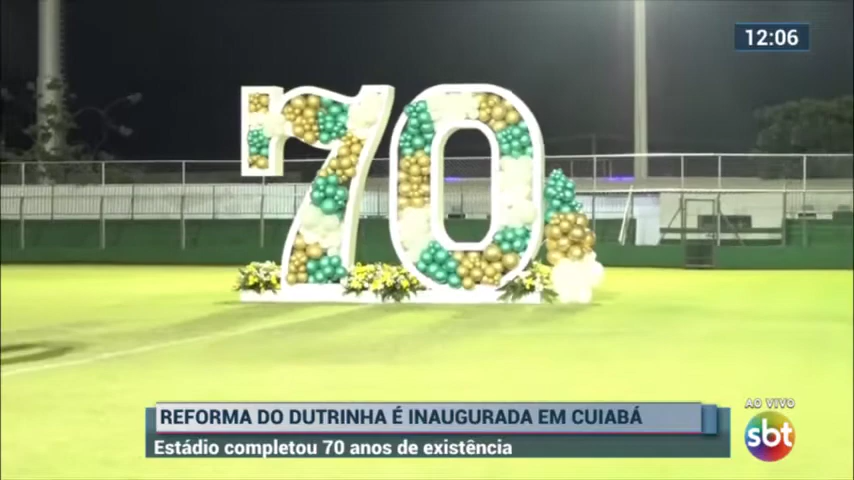 12:06
70
REFORMA DO DUTRINHA É INAUGURADA EM CUIABÁ
Estádio completou 70 anos de existência
AO VIVO
sbt